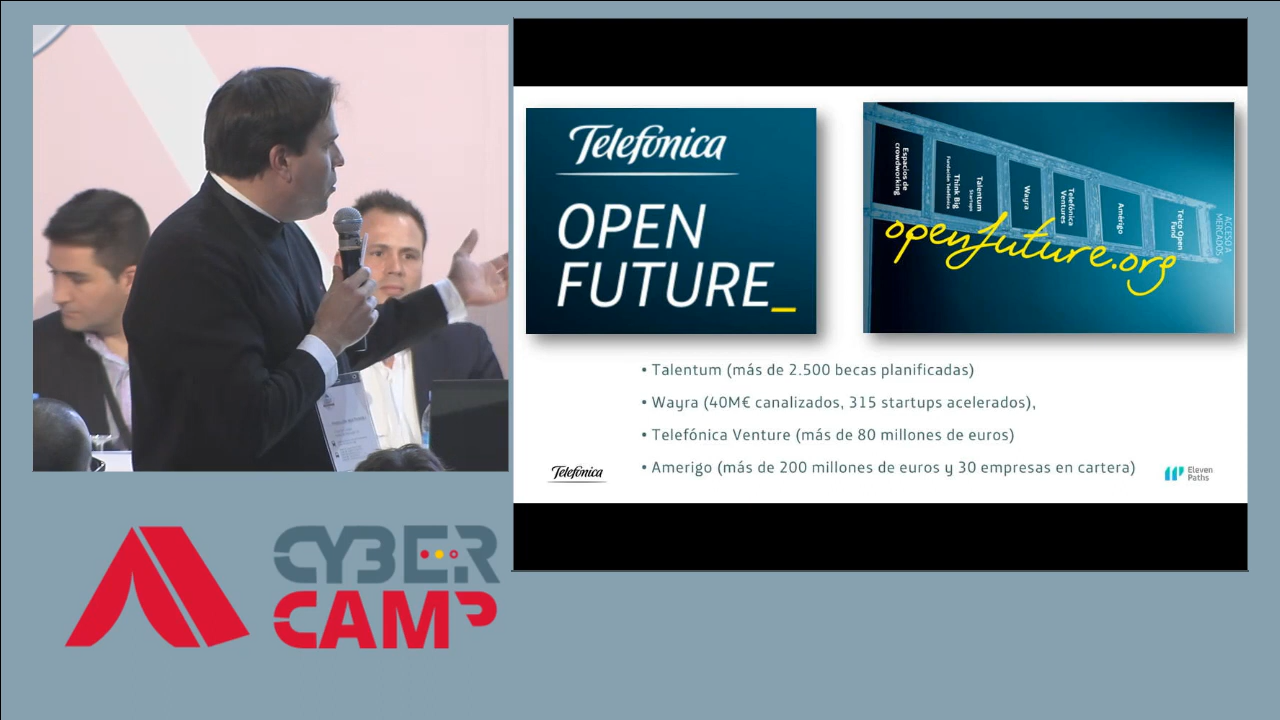 Telefónica
OPEN
FUTURE_
Espacios de
crowdworking
Fundación Telefónica
Think Big
Talentum
Startups
Wayra
Telefónica
Ventures
Amérigo
Telco Open
Fund
ACCESO A
MERCADOS
openfuture.org
• Talentum (más de 2.500 becas planificadas)
• Wayra (40M€ canalizados, 315 startups acelerados),
• Telefónica Venture (más de 80 millones de euros)
• Amerigo (más de 200 millones de euros y 30 empresas en cartera)
Telefónica
Eleven
Paths
CYBER
CAMP